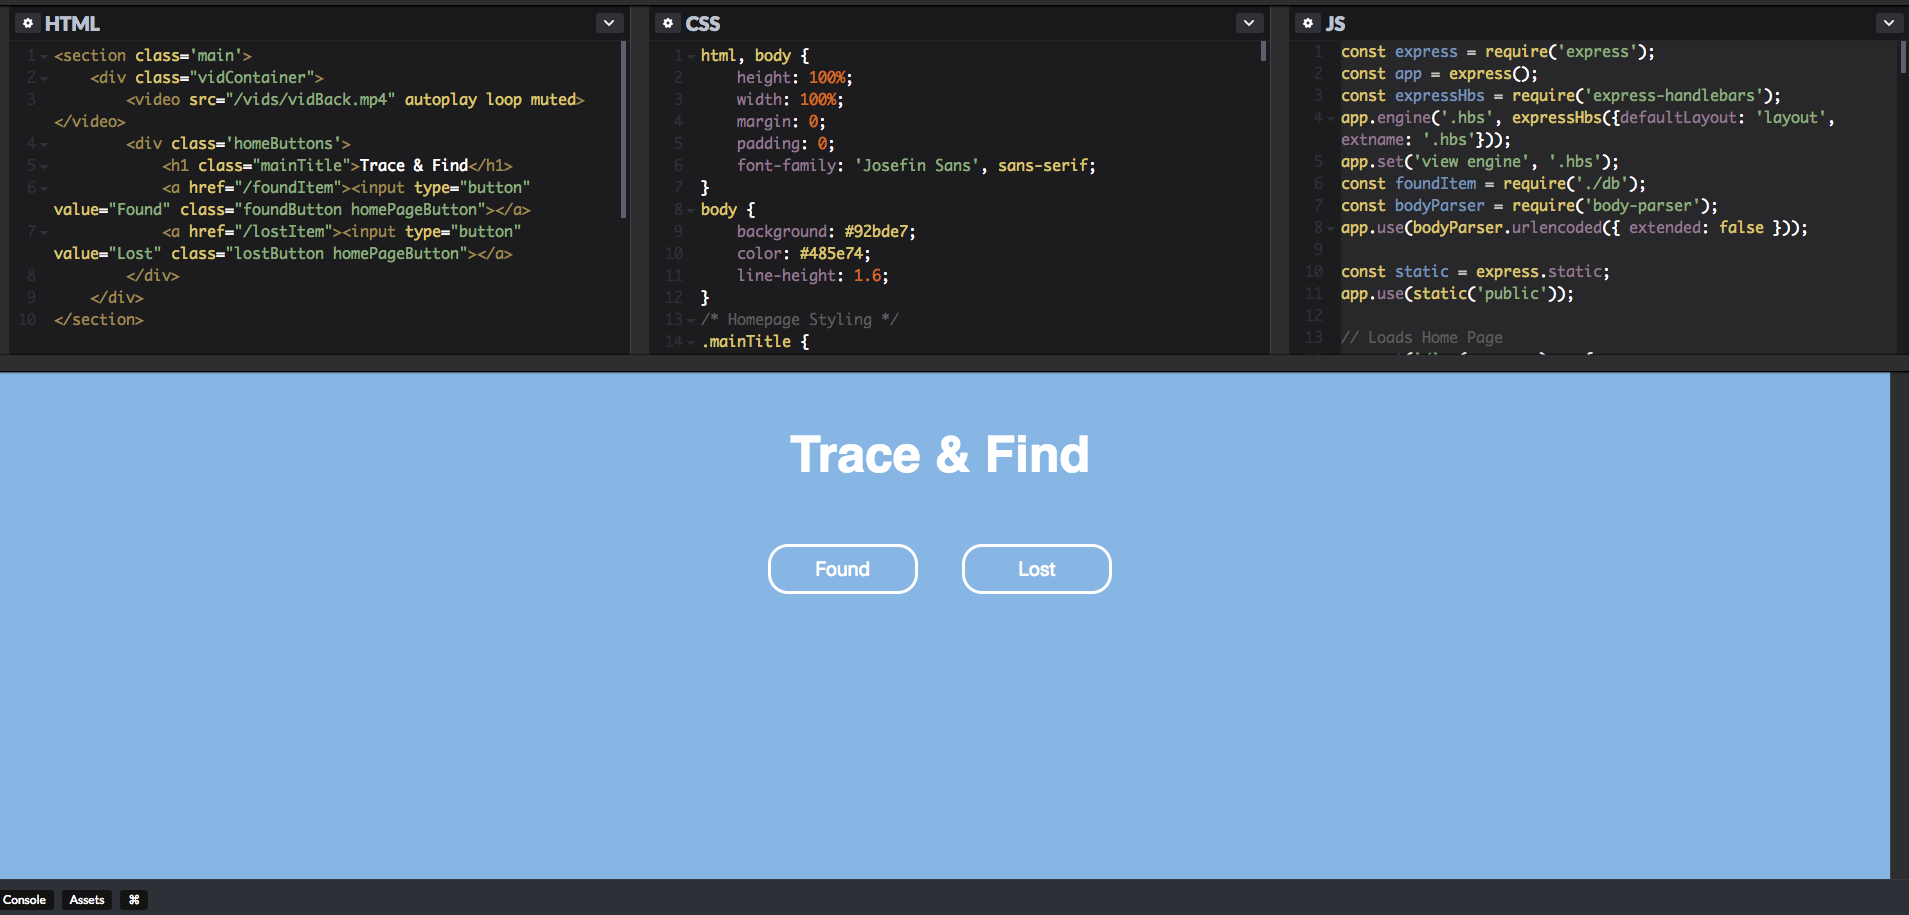 HTML
1 <section class='main'>
2 <div class="vidContainer">
3 <video src="/vids/vidBack.mp4" autoplay loop muted>
</video>
4 <div class='homeButtons'>
5 <h1 class="mainTitle">Trace & Find</h1>
6 <a href="/foundItem"><input type="button"
value="Found" class="foundButton homePageButton"></a>
7 <a href="/lostItem"><input type="button"
value="Lost" class="lostButton homePageButton"></a>
8 </div>
9 </div>
10 </section>
CSS
1 html, body {
2 height: 100%;
3 width: 100%;
4 margin: 0;
5 padding: 0;
6 font-family: 'Josefin Sans', sans-serif;
7 }
8 body {
9 background: #92bde7;
10 color: #485e74;
11 line-height: 1.6;
12 }
13 /* Homepage Styling */
14 .mainTitle {
JS
1 const express = require('express');
2 const app = express();
3 const expressHbs = require('express-handlebars');
4 app.engine('.hbs', expressHbs({defaultLayout: 'layout',
extname: '.hbs'}));
5 app.set('view engine', '.hbs');
6 const foundItem = require('./db');
7 const bodyParser = require('body-parser');
8 app.use(bodyParser.urlencoded({ extended: false }));
9
10 const static = express.static;
11 app.use(static('public'));
12
13 // Loads Home Page
Trace & Find
Found
Lost
Console
Assets
⌘